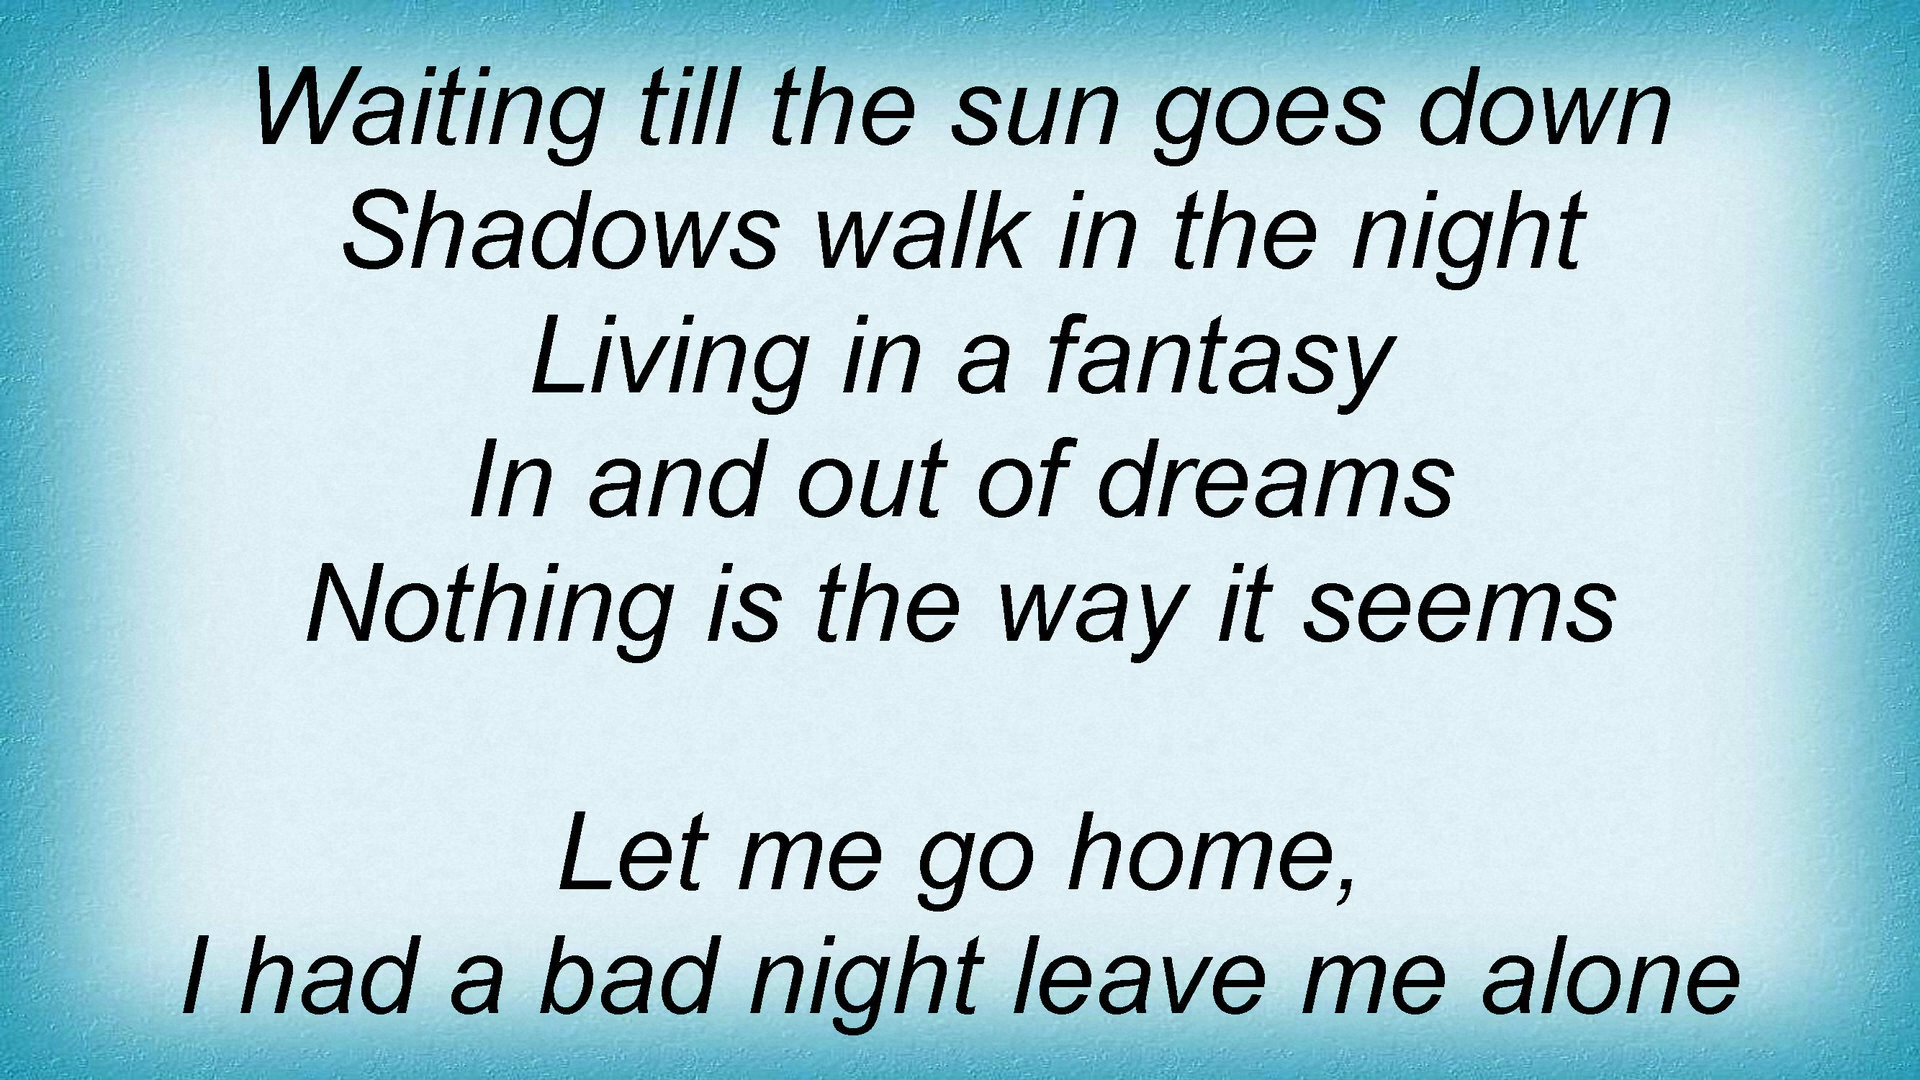 Waiting till the sun goes down
Shadows walk in the night
Living in a fantasy
In and out of dreams
Nothing is the way it seems
Let me go home,
I had a bad night leave me alone